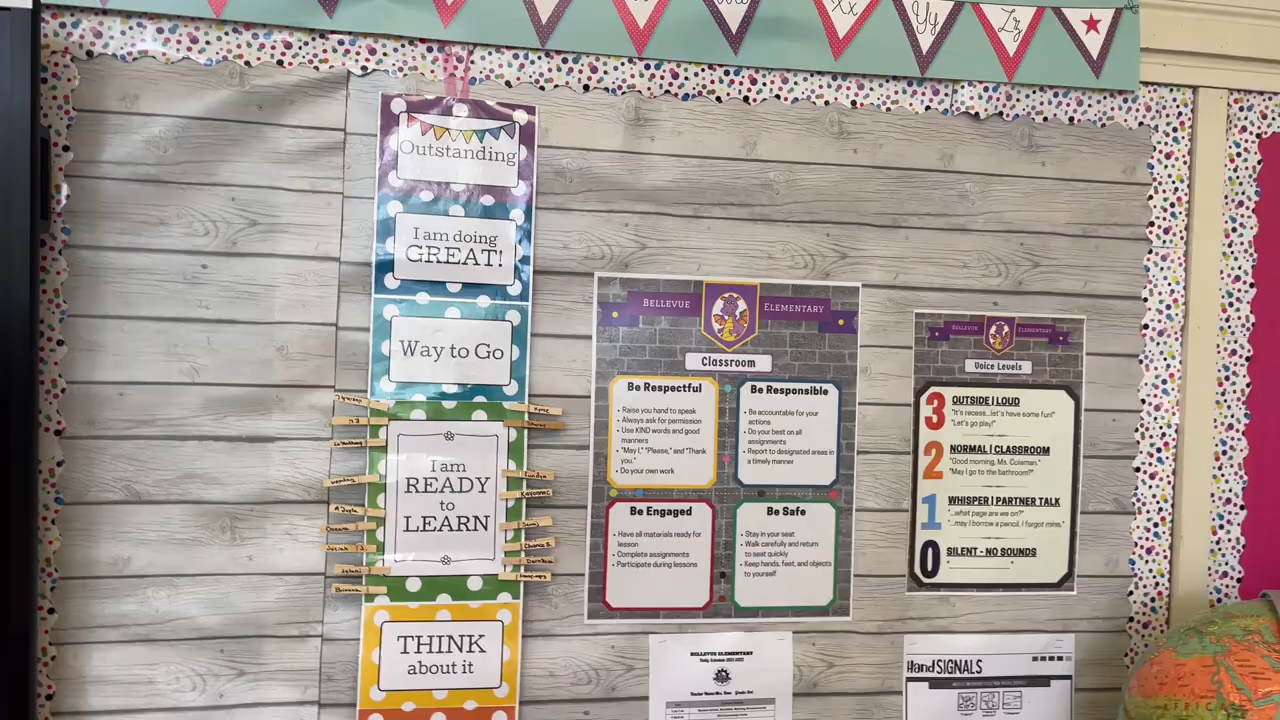 Xx
Yy
Zz
Outstanding
I am doing
GREAT!
Way to Go
I am
READY
to
LEARN
THINK
about it
BELLEVUE ELEMENTARY
Classroom
Be Respectful
• Raise you hand to speak
• Always ask for permission
• Use KIND words and good
manners
• "May I," "Please," and "Thank
you."
• Do your own work
Be Responsible
• Be accountable for your
actions
• Do your best on all
assignments
• Report to designated areas in
a timely manner
Be Engaged
• Have all materials ready for
lesson
• Complete assignments
• Participate during lessons
Be Safe
• Stay in your seat
• Walk carefully and return
to seat quickly
• Keep hands, feet, and objects
to yourself
BELLEVUE ELEMENTARY
Voice Levels
3 OUTSIDE | LOUD
"It's recess...let's have some fun!"
"Let's go play!"
2 NORMAL | CLASSROOM
"Good morning, Ms. Coleman."
"May I go to the bathroom?"
1 WHISPER | PARTNER TALK
"...what page are we on?"
"...may I borrow a pencil, I forgot mine."
0 SILENT - NO SOUNDS
BELLEVUE ELEMENTARY
Daily Schedule 2021-2022
Hand SIGNALS
AFRICA